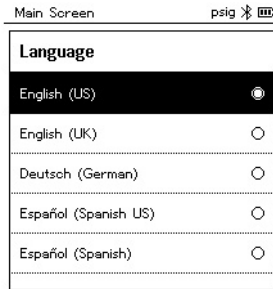 Main Screen psig
Language
English (US)
English (UK)
Deutsch (German)
Español (Spanish US)
Español (Spanish)